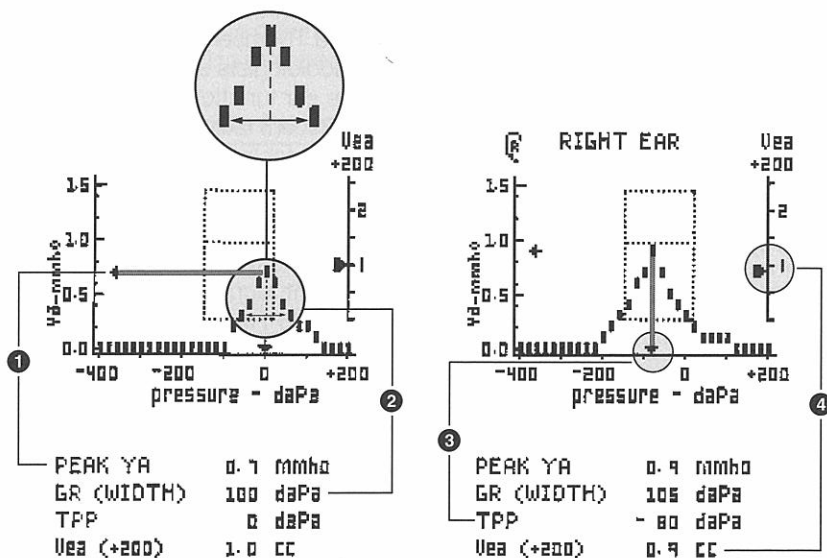 Vea
+200
1.5
1.0
0.5
0.0
Ya-mmho
2
1
-400 -200 0 +200
pressure - daPa
1
2
PEAK YA 0.7 mmho
GR (WIDTH) 100 daPa
TPP 0 daPa
Vea (+200) 1.0 CC
R RIGHT EAR
Vea
+200
1.5
1.0
0.5
0.0
Ya-mmho
2
1
-400 -200 0 +200
pressure - daPa
3
4
PEAK YA 0.9 mmho
GR (WIDTH) 105 daPa
TPP - 80 daPa
Vea (+200) 0.9 CC